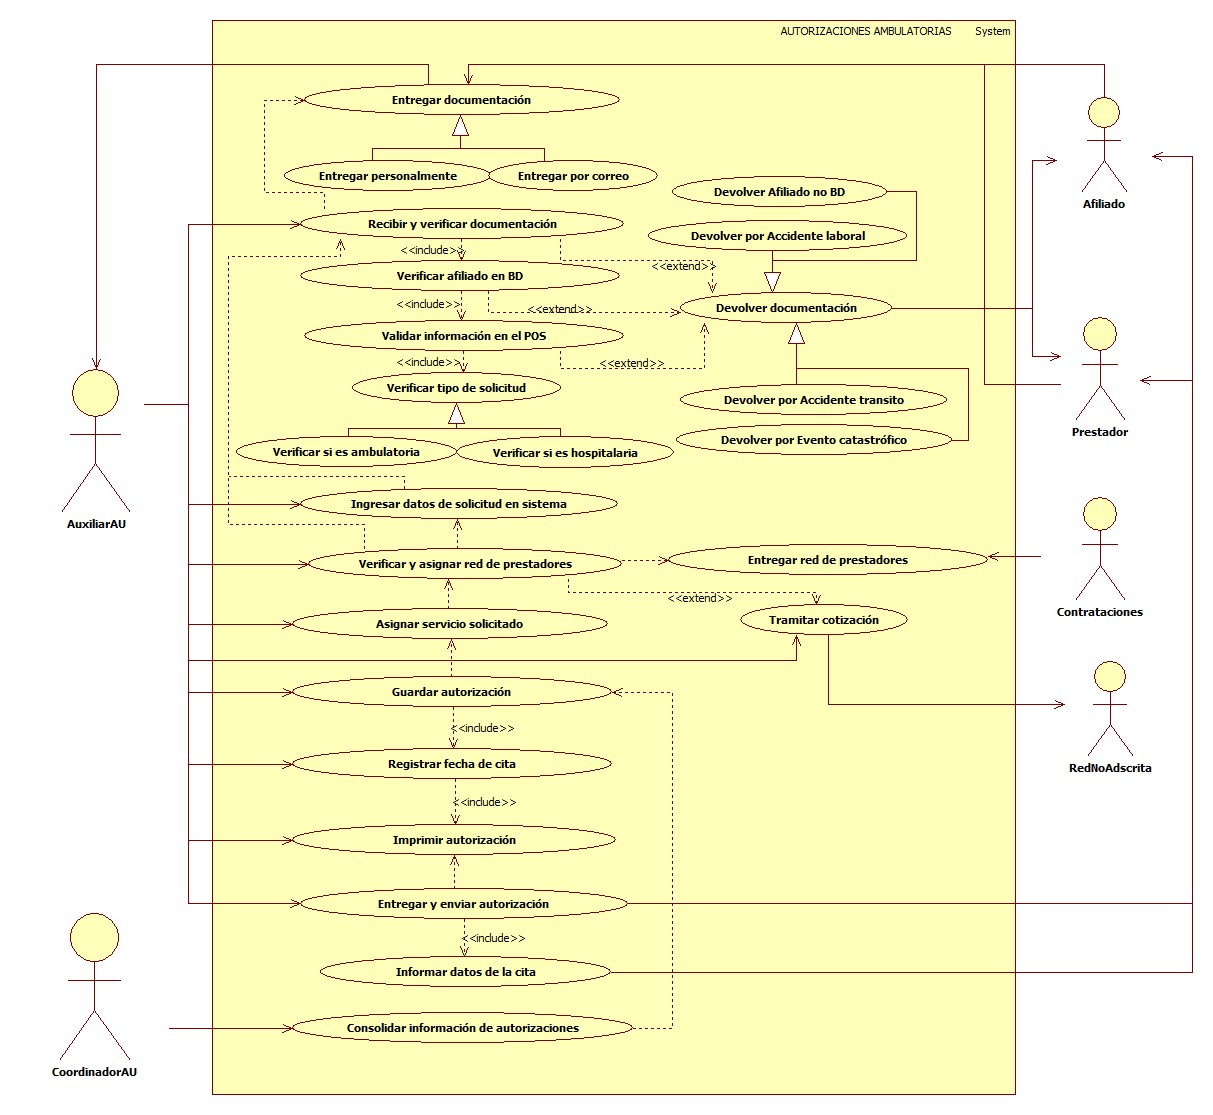 AUTORIZACIONES AMBULATORIAS System
Entregar documentación
Entregar personalmente
Entregar por correo
Devolver Afiliado no BD
Afiliado
Recibir y verificar documentación
Devolver por Accidente laboral
<<include>>
<<extend>>
Verificar afiliado en BD
<<include>>
<<extend>>
Devolver documentación
Validar información en el POS
<<include>>
<<extend>>
Verificar tipo de solicitud
Devolver por Accidente transito
Prestador
Devolver por Evento catastrófico
Verificar si es ambulatoria
Verificar si es hospitalaria
Ingresar datos de solicitud en sistema
AuxiliarAU
Verificar y asignar red de prestadores
Entregar red de prestadores
<<extend>>
Contrataciones
Asignar servicio solicitado
Tramitar cotización
Guardar autorización
<<include>>
Registrar fecha de cita
RedNoAdscrita
<<include>>
Imprimir autorización
Entregar y enviar autorización
<<include>>
Informar datos de la cita
Consolidar información de autorizaciones
CoordinadorAU